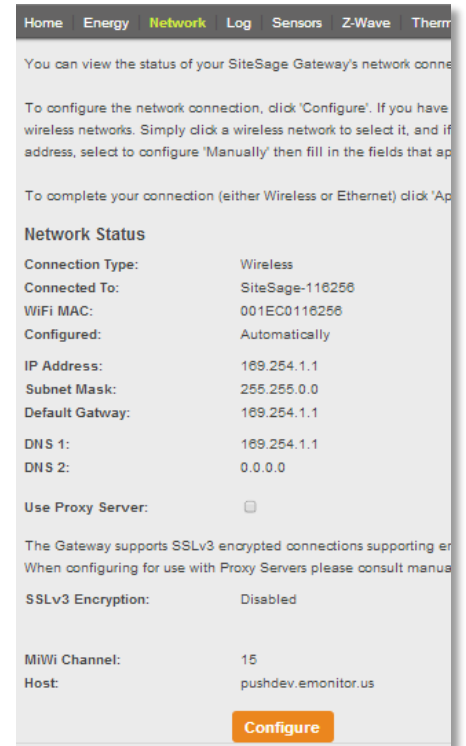 Home Energy Network Log Sensors Z-Wave Therm
You can view the status of your SiteSage Gateway's network conne
To configure the network connection, click 'Configure'. If you have
wireless networks. Simply click a wireless network to select it, and if
address, select to configure 'Manually' then fill in the fields that ap
To complete your connection (either Wireless or Ethernet) click 'Ap
Network Status
Connection Type: Wireless
Connected To: SiteSage-116256
WiFi MAC: 001EC0116256
Configured: Automatically
IP Address: 169.254.1.1
Subnet Mask: 255.255.0.0
Default Gatway: 169.254.1.1
DNS 1: 169.254.1.1
DNS 2: 0.0.0.0
Use Proxy Server:
The Gateway supports SSLv3 encrypted connections supporting en
When configuring for use with Proxy Servers please consult manua
SSLv3 Encryption: Disabled
MiWi Channel: 15
Host: pushdev.emonitor.us
Configure